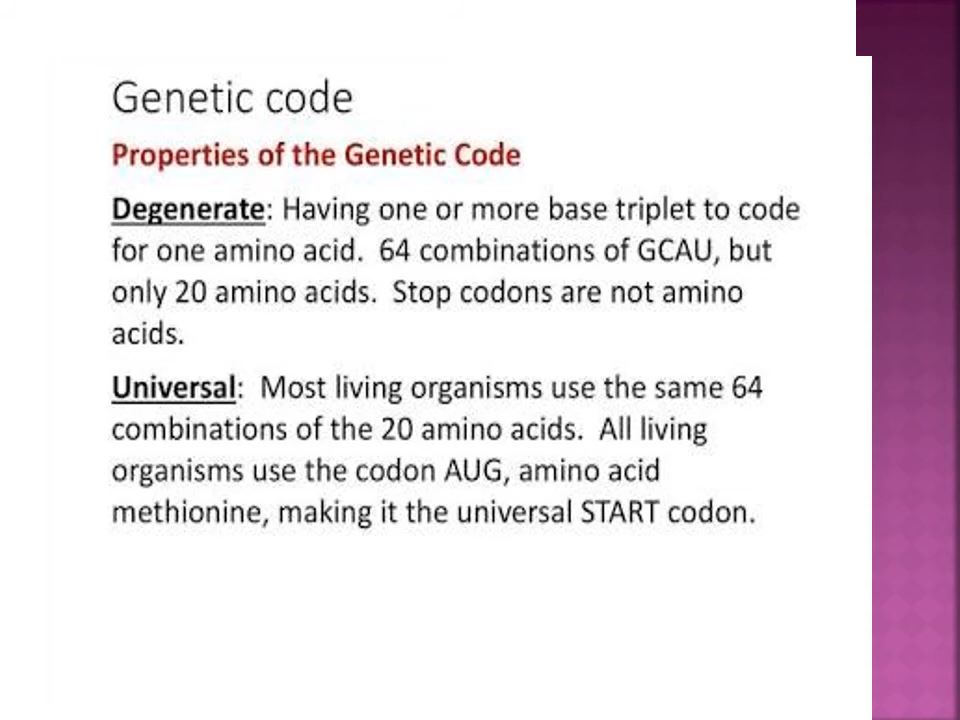 Genetic code
Properties of the Genetic Code
Degenerate: Having one or more base triplet to code
for one amino acid.  64 combinations of GCAU, but
only 20 amino acids.  Stop codons are not amino
acids.
Universal:  Most living organisms use the same 64
combinations of the 20 amino acids.  All living
organisms use the codon AUG, amino acid
methionine, making it the universal START codon.